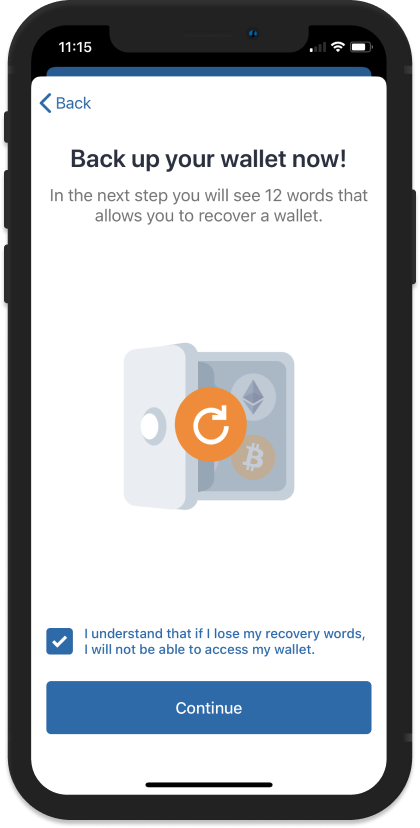 11:15
Back
Back up your wallet now!
In the next step you will see 12 words that
allows you to recover a wallet.
I understand that if I lose my recovery words,
I will not be able to access my wallet.
Continue